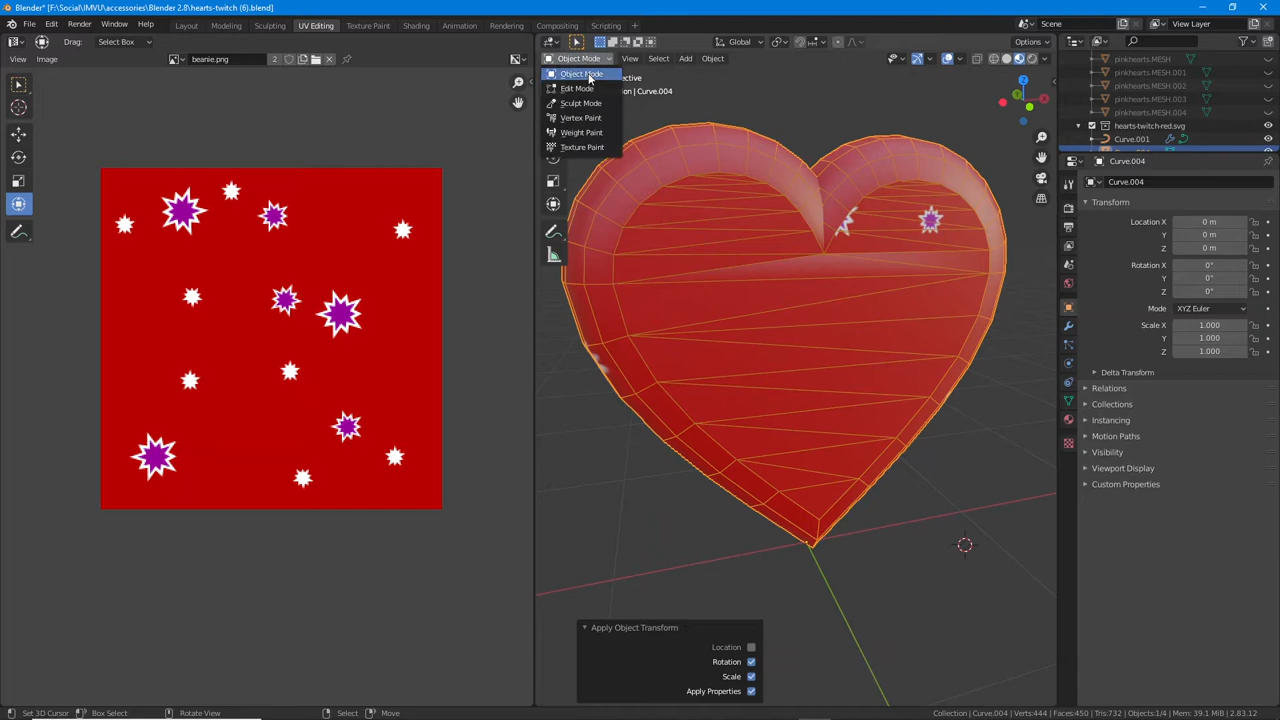 Blender* [F:\Social\IMVU\accessories\Blender 2.8\hearts-twitch (6).blend]
File Edit Render Window Help Layout Modeling Sculpting UV Editing Texture Paint Shading Animation Rendering Compositing Scripting Scene View Layer
Drag: Select Box Global Options
View Image beanie.png 2 Object Mode View Select Add Object
Object Mode
Edit Mode
Sculpt Mode
Vertex Paint
Weight Paint
Texture Paint
ective
ion | Curve.004
pinkhearts.MESH
pinkhearts.MESH.001
pinkhearts.MESH.002
pinkhearts.MESH.003
pinkhearts.MESH.004
hearts-twitch-red.svg
Curve.001
Curve.004
Curve.004
Transform
Location X 0 m
Y 0 m
Z 0 m
Rotation X 0°
Y 0°
Z 0°
Mode XYZ Euler
Scale X 1.000
Y 1.000
Z 1.000
Delta Transform
Relations
Collections
Instancing
Motion Paths
Visibility
Viewport Display
Custom Properties
Apply Object Transform
Location
Rotation
Scale
Apply Properties
Set 3D Cursor Box Select Rotate View Select Move Collection | Curve.004 | Verts:444 | Faces:450 | Tris:732 | Objects:1/4 | Mem: 39.1 MiB | 2.83.12